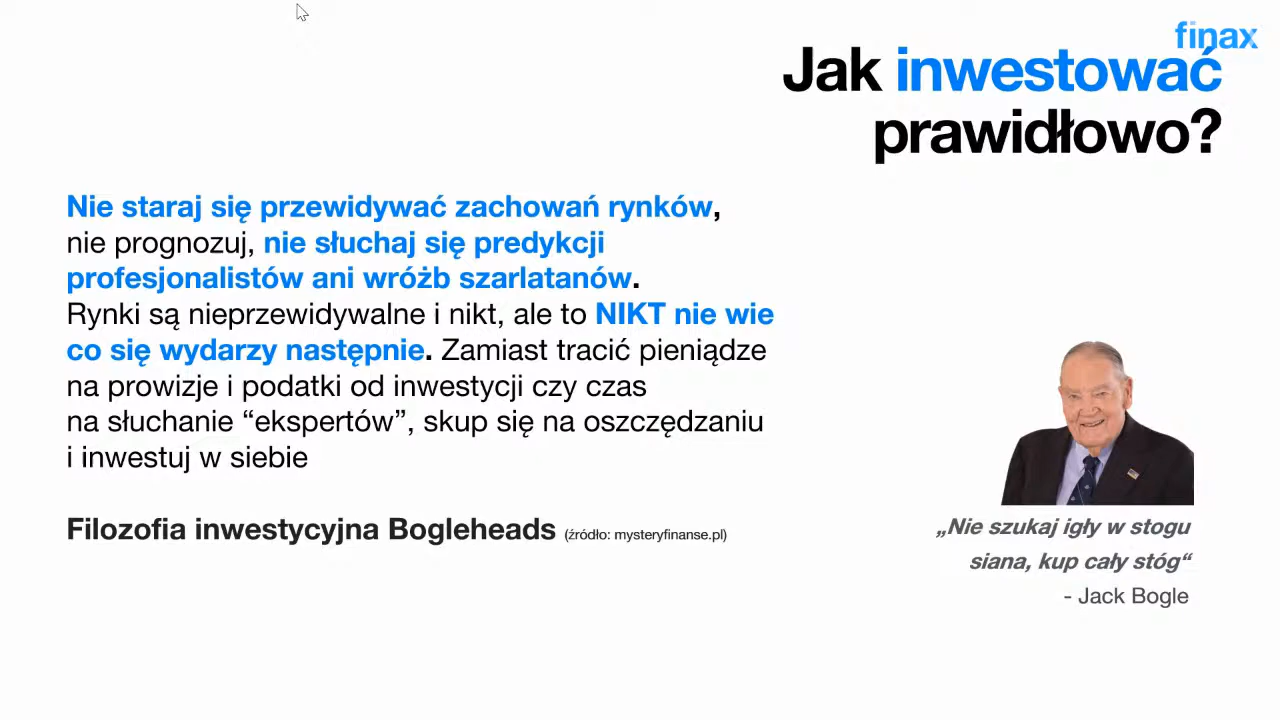 finax
Jak inwestować
prawidłowo?
Nie staraj się przewidywać zachowań rynków,
nie prognozuj, nie słuchaj się predykcji
profesjonalistów ani wróżb szarlatanów.
Rynki są nieprzewidywalne i nikt, ale to NIKT nie wie
co się wydarzy następnie. Zamiast tracić pieniądze
na prowizje i podatki od inwestycji czy czas
na słuchanie “ekspertów”, skup się na oszczędzaniu
i inwestuj w siebie
Filozofia inwestycyjna Bogleheads (źródło: mysteryfinanse.pl)
„Nie szukaj igły w stogu
siana, kup cały stóg“
- Jack Bogle